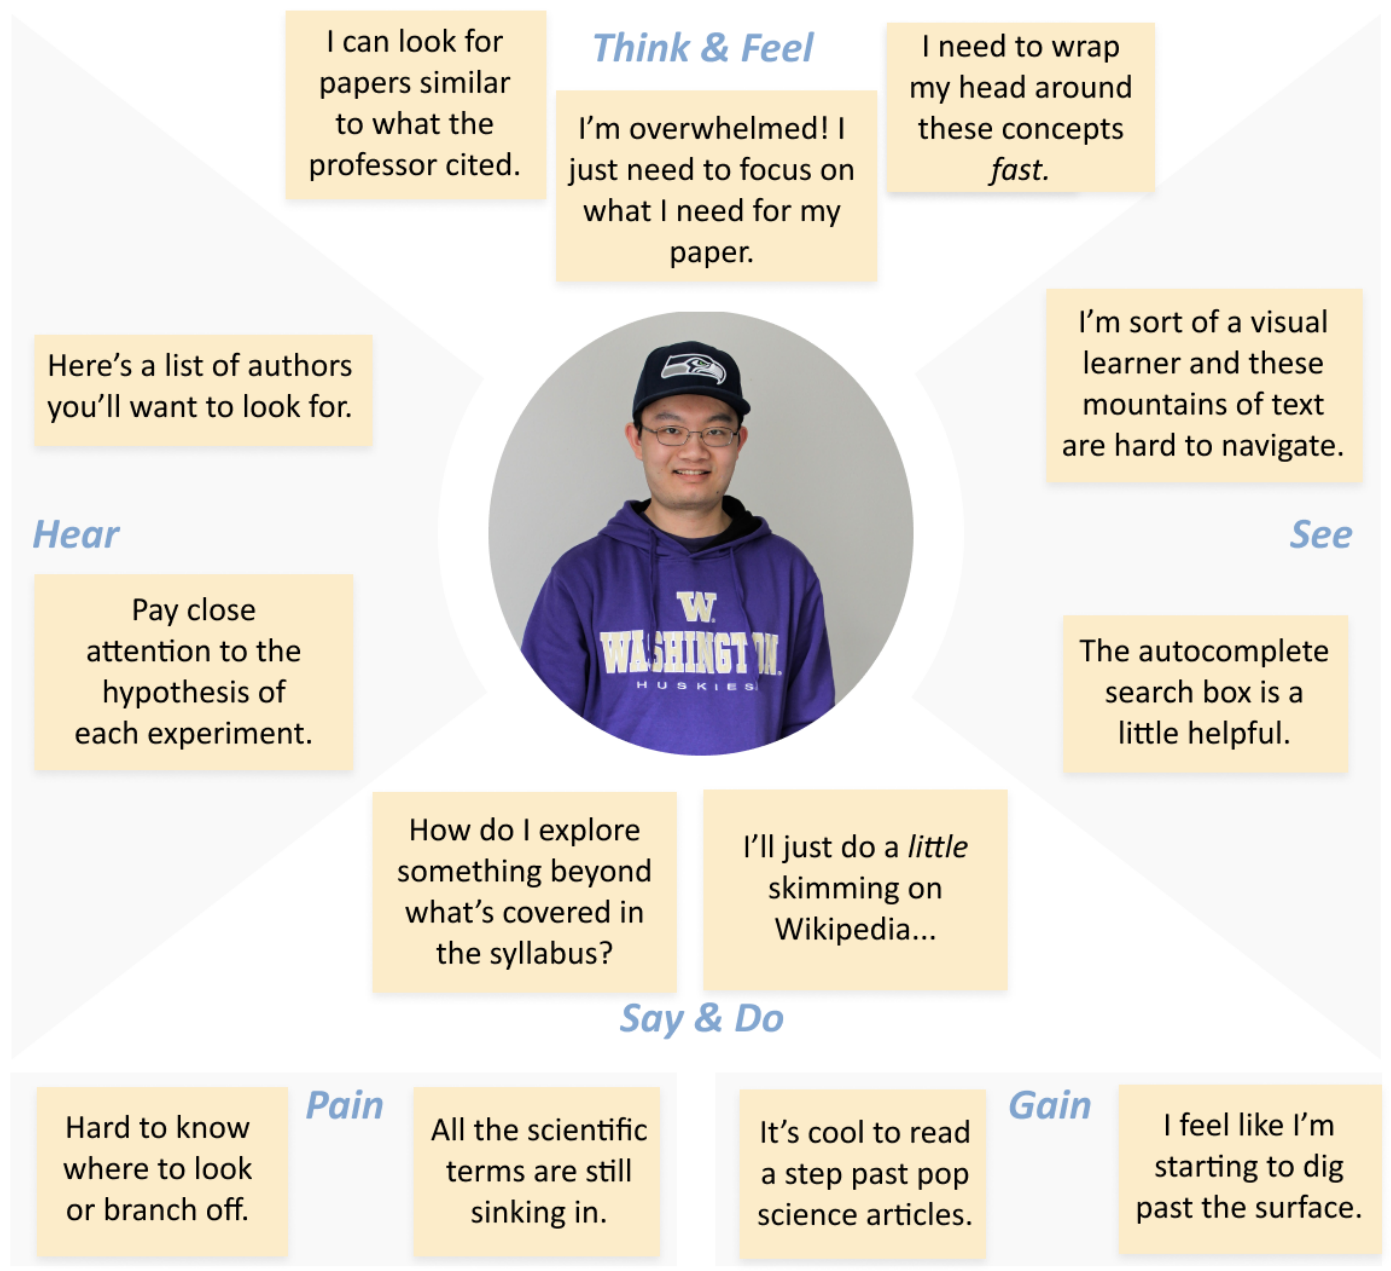 I can look for
papers similar
to what the
professor cited.
Think & Feel
I'm overwhelmed! I
just need to focus on
what I need for my
paper.
I need to wrap
my head around
these concepts
fast.
Here's a list of authors
you'll want to look for.
Hear
Pay close
attention to the
hypothesis of
each experiment.
W
WASHINGTON
HUSKIES
I'm sort of a visual
learner and these
mountains of text
are hard to navigate.
See
The autocomplete
search box is a
little helpful.
How do I explore
something beyond
what's covered in
the syllabus?
I'll just do a little
skimming on
Wikipedia...
Say & Do
Pain
Hard to know
where to look
or branch off.
All the scientific
terms are still
sinking in.
Gain
It's cool to read
a step past pop
science articles.
I feel like I'm
starting to dig
past the surface.